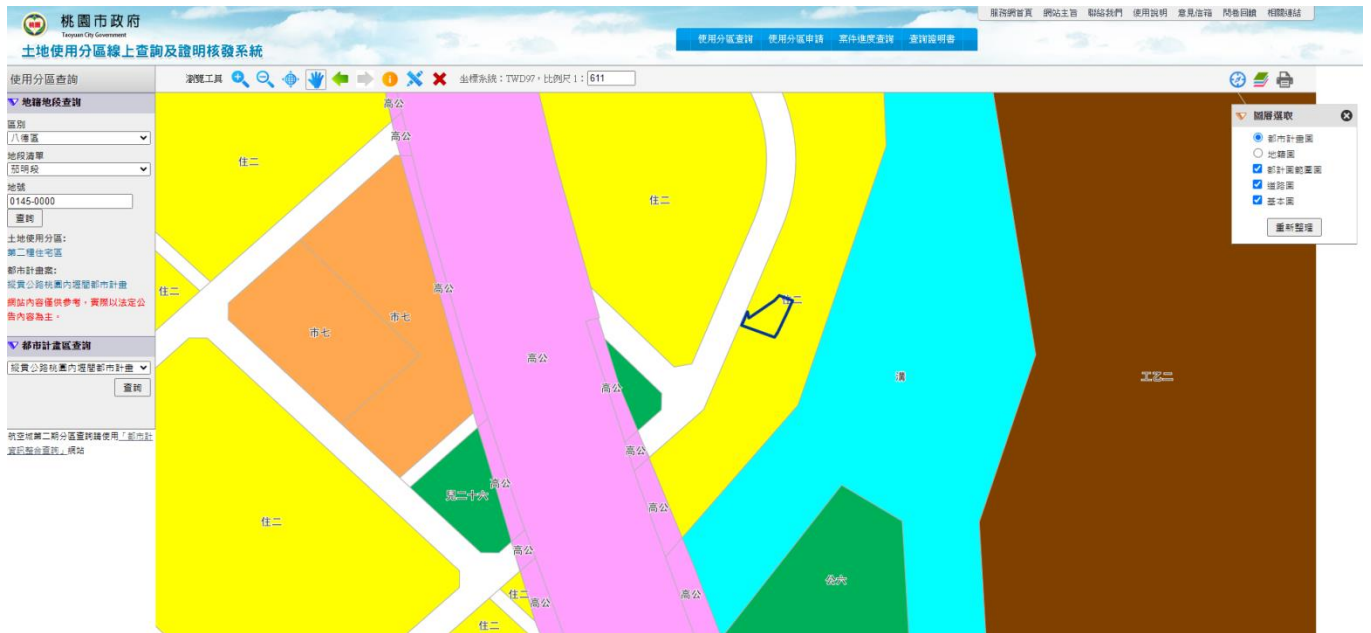 服務網首頁 網站主旨 聯絡我們 使用說明 意見信箱 問卷回饋 相關連結
桃園市政府
Taoyuan City Government
土地使用分區線上查詢及證明核發系統
使用分區查詢 使用分區申請 案件進度查詢 查詢證明書
使用分區查詢
瀏覽工具
坐標系統：TWD97，比例尺 1： 611
地籍地段查詢
區別
八德區
地段清單
茄明段
地號
0145-0000
查詢
土地使用分區：
第二種住宅區
都市計畫案：
縱貫公路桃園內壢間都市計畫
網站內容僅供參考，實際以法定公
告內容為主。
都市計畫區查詢
縱貫公路桃園內壢間都市計畫
查詢
航空城第二期分區查詢請使用「都市計
資訊整合查詢」網站
圖層選取
都市計畫圖
地籍圖
都計圖範圍圖
道路圖
基本圖
重新整理
高公
高公
住二
住二
高公
住二
住二
市七
市七
高公
高公
溝
工乙二
高公
高公
兒二十六
高公
住二
高公
公六
住二
高公
高公
住二